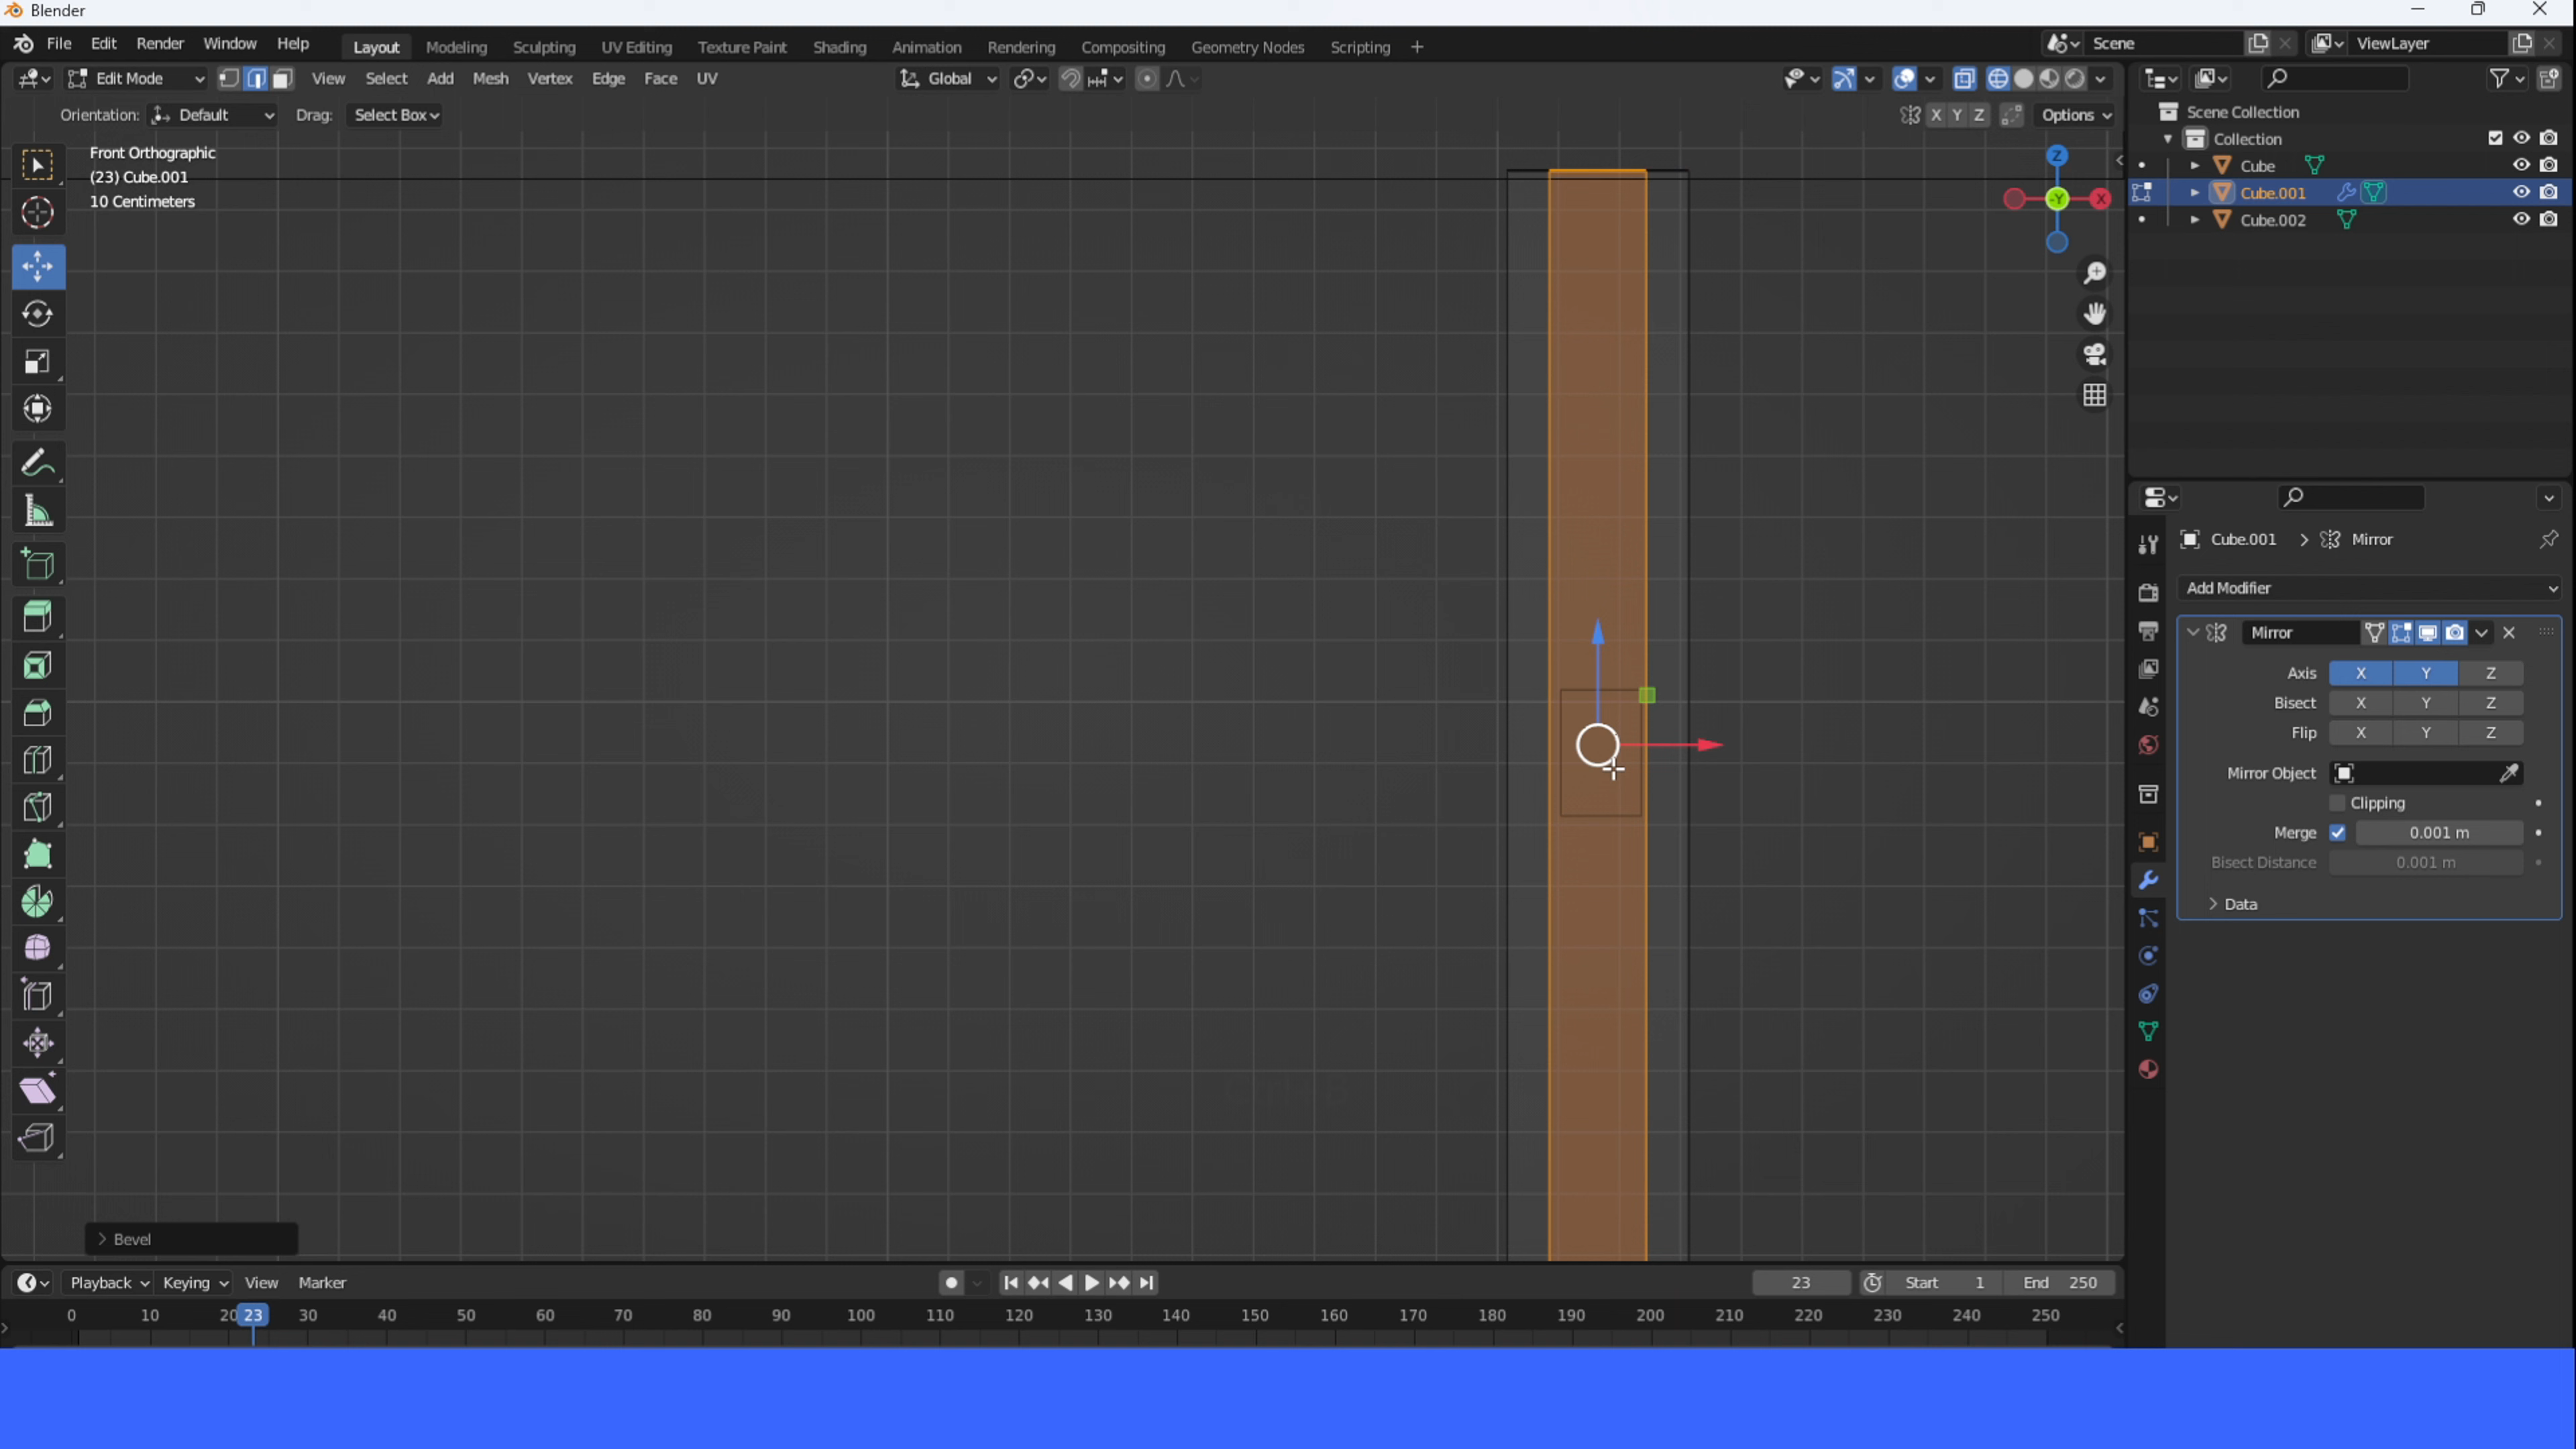 Blender
File Edit Render Window Help Layout Modeling Sculpting UV Editing Texture Paint Shading Animation Rendering Compositing Geometry Nodes Scripting + Scene ViewLayer
Edit Mode View Select Add Mesh Vertex Edge Face UV Global
Orientation: Default Drag: Select Box X Y Z Options
Front Orthographic
(23) Cube.001
10 Centimeters
Z
-Y X
Bevel
Playback Keying View Marker 23 Start 1 End 250
0 10 20 23 30 40 50 60 70 80 90 100 110 120 130 140 150 160 170 180 190 200 210 220 230 240 250
Scene Collection
Collection
Cube
Cube.001
Cube.002
Cube.001 > Mirror
Add Modifier
Mirror
Axis X Y Z
Bisect X Y Z
Flip X Y Z
Mirror Object
Clipping
Merge 0.001 m
Bisect Distance 0.001 m
Data